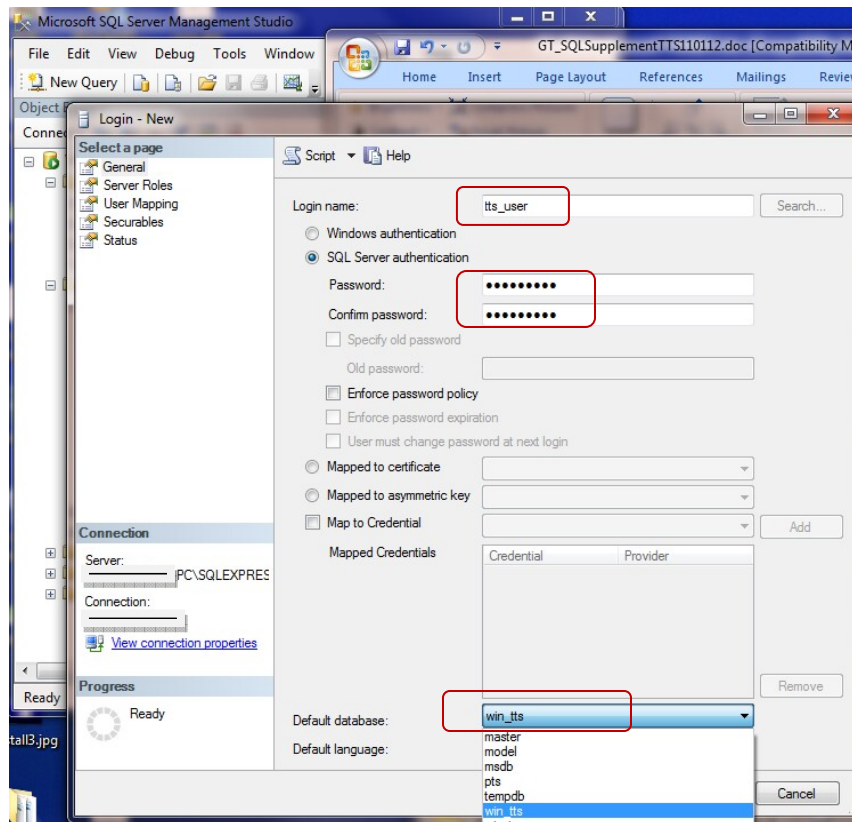 Microsoft SQL Server Management Studio
File Edit View Debug Tools Window
New Query
Object
GT_SQLSupplementTTS110112.doc [Compatibility M
Home Insert Page Layout References Mailings Review
Login - New
Select a page
General
Server Roles
User Mapping
Securables
Status
Script Help
Login name: tts_user Search...
Windows authentication
SQL Server authentication
Password: •••••••••
Confirm password: •••••••••
Specify old password
Old password:
Enforce password policy
Enforce password expiration
User must change password at next login
Mapped to certificate
Mapped to asymmetric key
Map to Credential Add
Mapped Credentials Credential Provider
Remove
Connection
Server:
PC\SQLEXPRES
Connection:
View connection properties
Progress
Ready
Default database: win_tts
Default language:
master
model
msdb
pts
tempdb
win_tts
Cancel
Ready
tall3.jpg